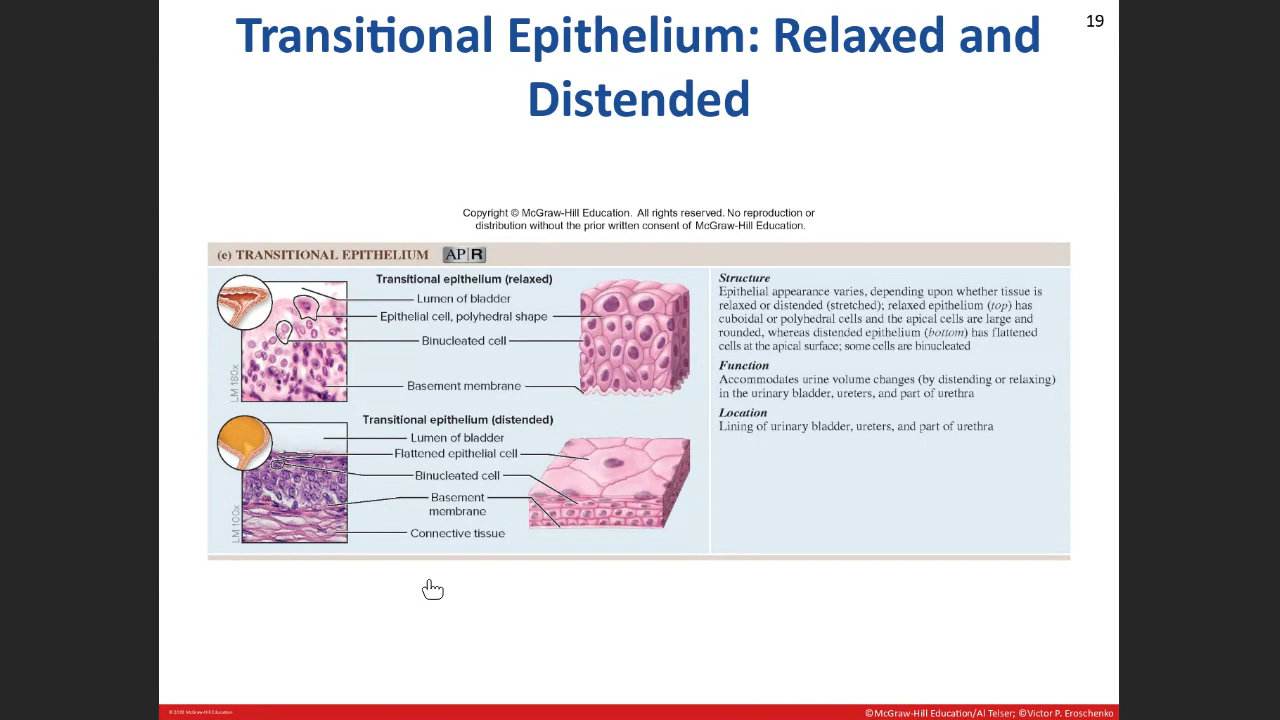 19
Transitional Epithelium: Relaxed and
Distended
Copyright © McGraw-Hill Education. All rights reserved. No reproduction or
distribution without the prior written consent of McGraw-Hill Education.
(e) TRANSITIONAL EPITHELIUM AP|R
Transitional epithelium (relaxed)
Lumen of bladder
Epithelial cell, polyhedral shape
Binucleated cell
Basement membrane
LM 180x
Transitional epithelium (distended)
Lumen of bladder
Flattened epithelial cell
Binucleated cell
Basement
membrane
Connective tissue
LM 100x
Structure
Epithelial appearance varies, depending upon whether tissue is
relaxed or distended (stretched); relaxed epithelium (top) has
cuboidal or polyhedral cells and the apical cells are large and
rounded, whereas distended epithelium (bottom) has flattened
cells at the apical surface; some cells are binucleated
Function
Accommodates urine volume changes (by distending or relaxing)
in the urinary bladder, ureters, and part of urethra
Location
Lining of urinary bladder, ureters, and part of urethra
© 2019 McGraw-Hill Education
©McGraw-Hill Education/Al Telser; ©Victor P. Eroschenko